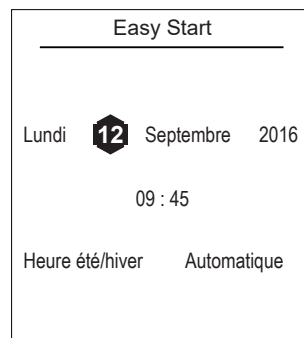 Easy Start
Lundi 12 Septembre 2016
09 : 45
Heure été/hiver Automatique